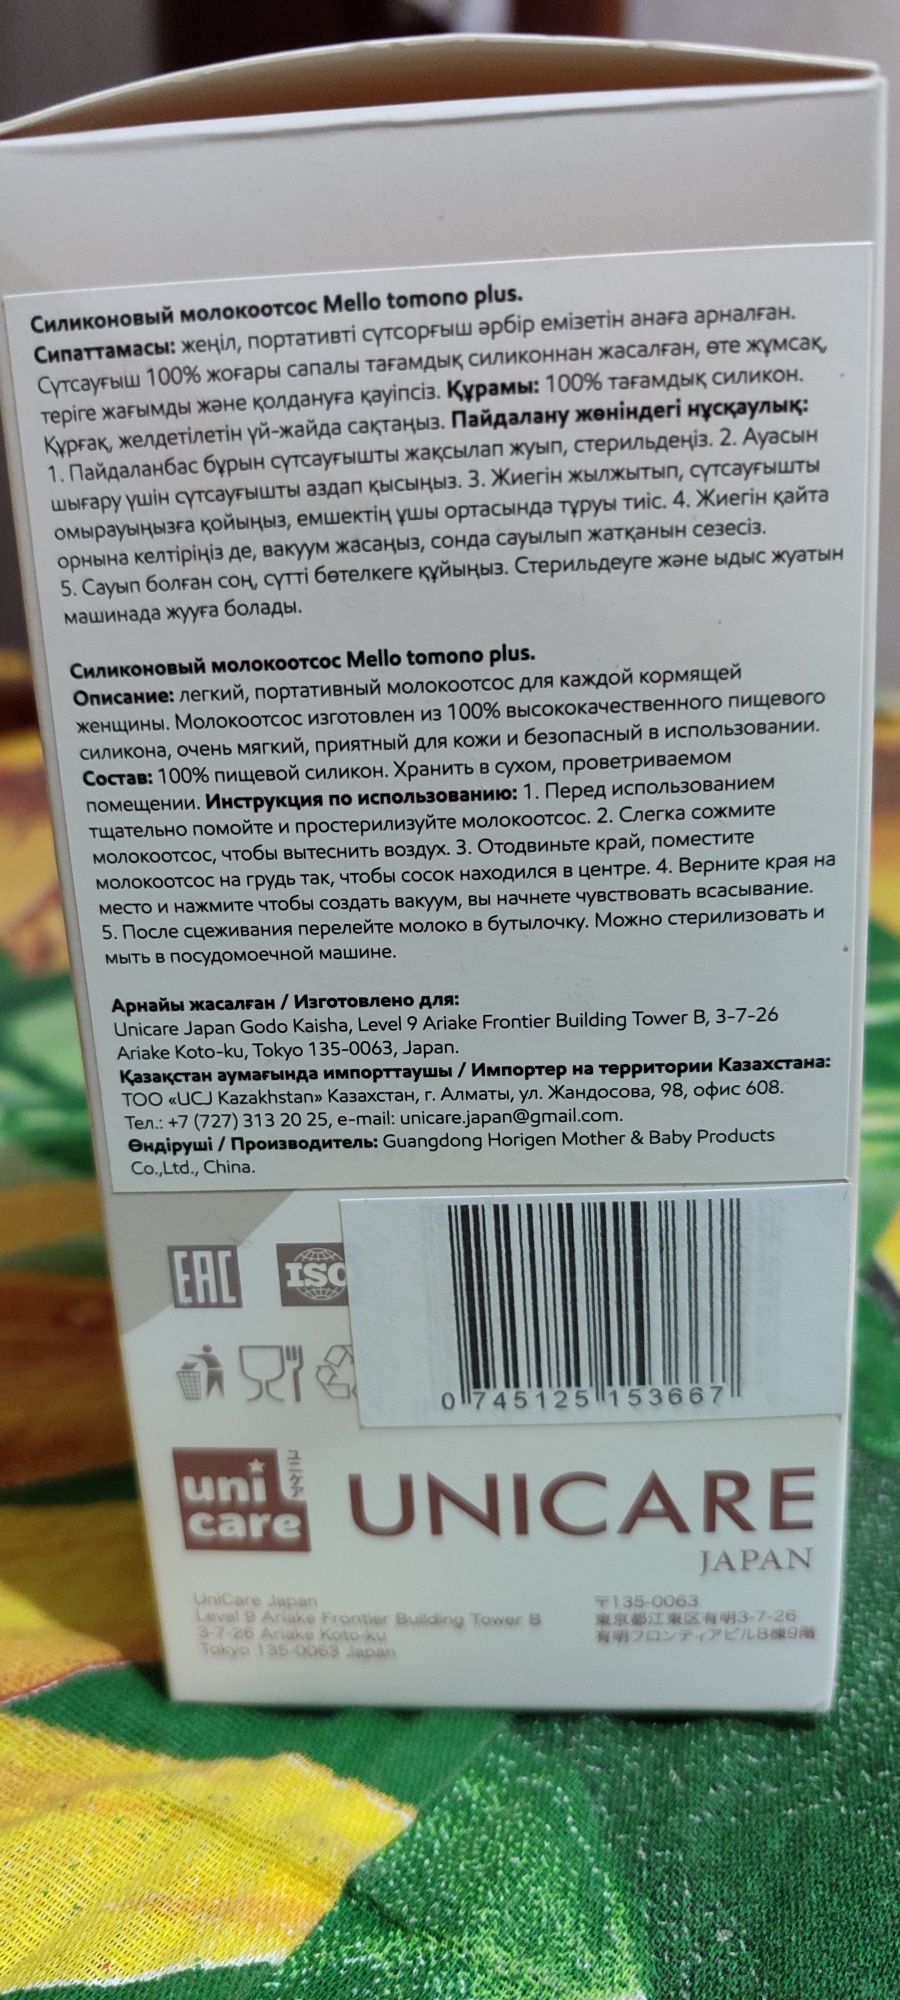 Силиконовый молокоотсос Mello tomono plus.
Сипаттамасы: жеңіл, портативті сүтсорғыш әрбір емізетін анаға арналған.
Сүтсауғыш 100% жоғары сапалы тағамдық силиконнан жасалған, өте жұмсақ,
теріге жағымды және қолдануға қауіпсіз. Құрамы: 100% тағамдық силикон.
Құрғақ, желдетілетін үй-жайда сақтаңыз. Пайдалану жөніндегі нұсқаулық:
1. Пайдаланбас бұрын сүтсауғышты жақсылап жуып, стерильдеңіз. 2. Ауасын
шығару үшін сүтсауғышты аздап қысыңыз. 3. Жиегін жылжытып, сүтсауғышты
омырауыңызға қойыңыз, емшектің ұшы ортасында тұруы тиіс. 4. Жиегін қайта
орнына келтіріңіз де, вакуум жасаңыз, сонда сауылып жатқанын сезесіз.
5. Сауып болған соң, сүтті бөтелкеге құйыңыз. Стерильдеуге және ыдыс жуатын
машинада жууға болады.
Силиконовый молокоотсос Mello tomono plus.
Описание: легкий, портативный молокоотсос для каждой кормящей
женщины. Молокоотсос изготовлен из 100% высококачественного пищевого
силикона, очень мягкий, приятный для кожи и безопасный в использовании.
Состав: 100% пищевой силикон. Хранить в сухом, проветриваемом
помещении. Инструкция по использованию: 1. Перед использованием
тщательно помойте и простерилизуйте молокоотсос. 2. Слегка сожмите
молокоотсос, чтобы вытеснить воздух. 3. Отодвиньте край, поместите
молокоотсос на грудь так, чтобы сосок находился в центре. 4. Верните края на
место и нажмите чтобы создать вакуум, вы начнете чувствовать всасывание.
5. После сцеживания перелейте молоко в бутылочку. Можно стерилизовать и
мыть в посудомоечной машине.
Арнайы жасалған / Изготовлено для:
Unicare Japan Godo Kaisha, Level 9 Ariake Frontier Building Tower B, 3-7-26
Ariake Koto-ku, Tokyo 135-0063, Japan.
Қазақстан аумағында импорттаушы / Импортер на территории Казахстана:
ТОО «UCJ Kazakhstan» Казахстан, г. Алматы, ул. Жандосова, 98, офис 608.
Тел.: +7 (727) 313 20 25, e-mail: unicare.japan@gmail.com.
Өндіруші / Производитель: Guangdong Horigen Mother & Baby Products
Co.,Ltd., China.
EAC ISO
0 745125 153667
uni care ユニケア
UNICARE
JAPAN
UniCare Japan
Level 9 Ariake Frontier Building Tower B
3-7-26 Ariake Koto-ku
Tokyo 135-0063 Japan
〒135-0063
東京都江東区有明3-7-26
有明フロンティアビルB棟9階